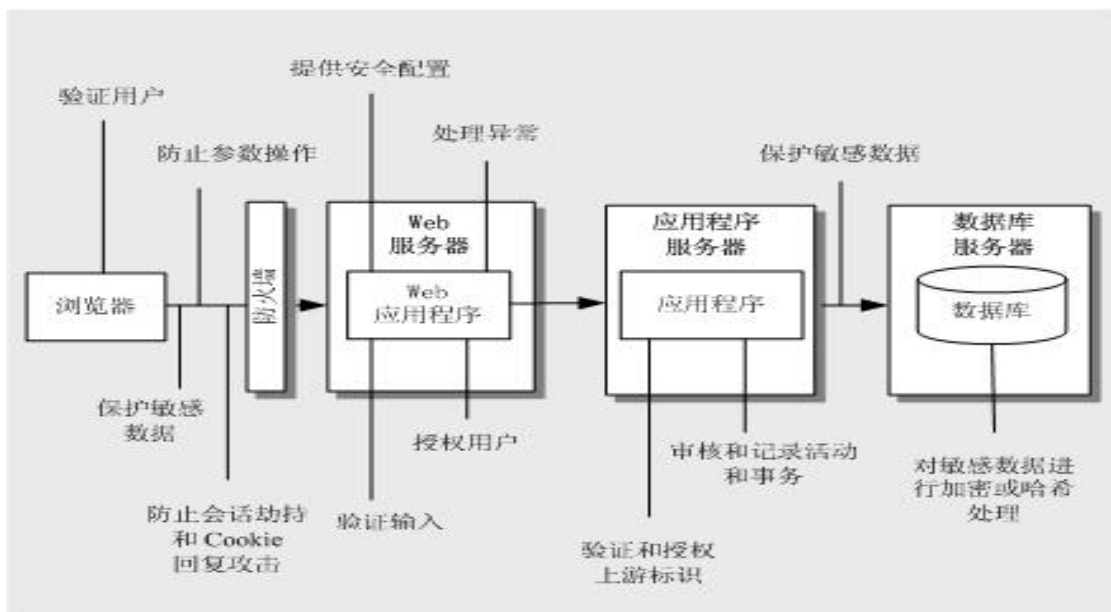 提供安全配置
验证用户
处理异常
防止参数操作
保护敏感数据
Web
服务器
应用程序
服务器
数据库
服务器
浏览器
防火墙
Web
应用程序
应用程序
数据库
保护敏感
数据
授权用户
审核和记录活动
和事务
对敏感数据进
行加密或哈希
处理
防止会话劫持
和 Cookie
回复攻击
验证输入
验证和授权
上游标识